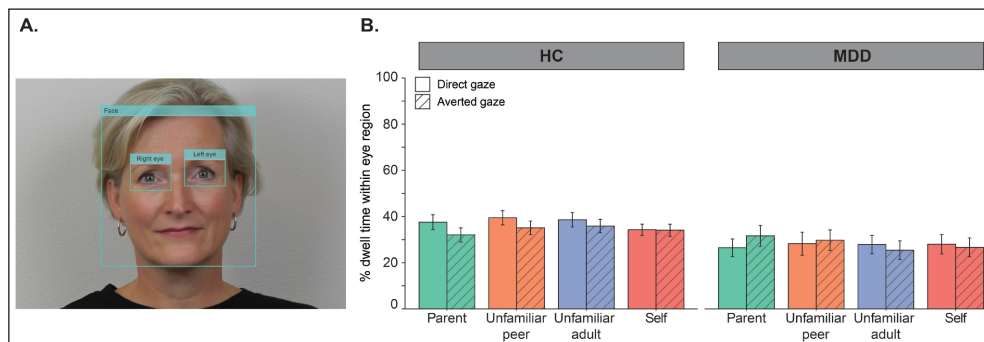 A.
Face
Right eye
Left eye
B.
HC
MDD
% dwell time within eye region
100
80
60
40
20
0
Direct gaze
Averted gaze
Parent
Unfamiliar
peer
Unfamiliar
adult
Self
Parent
Unfamiliar
peer
Unfamiliar
adult
Self